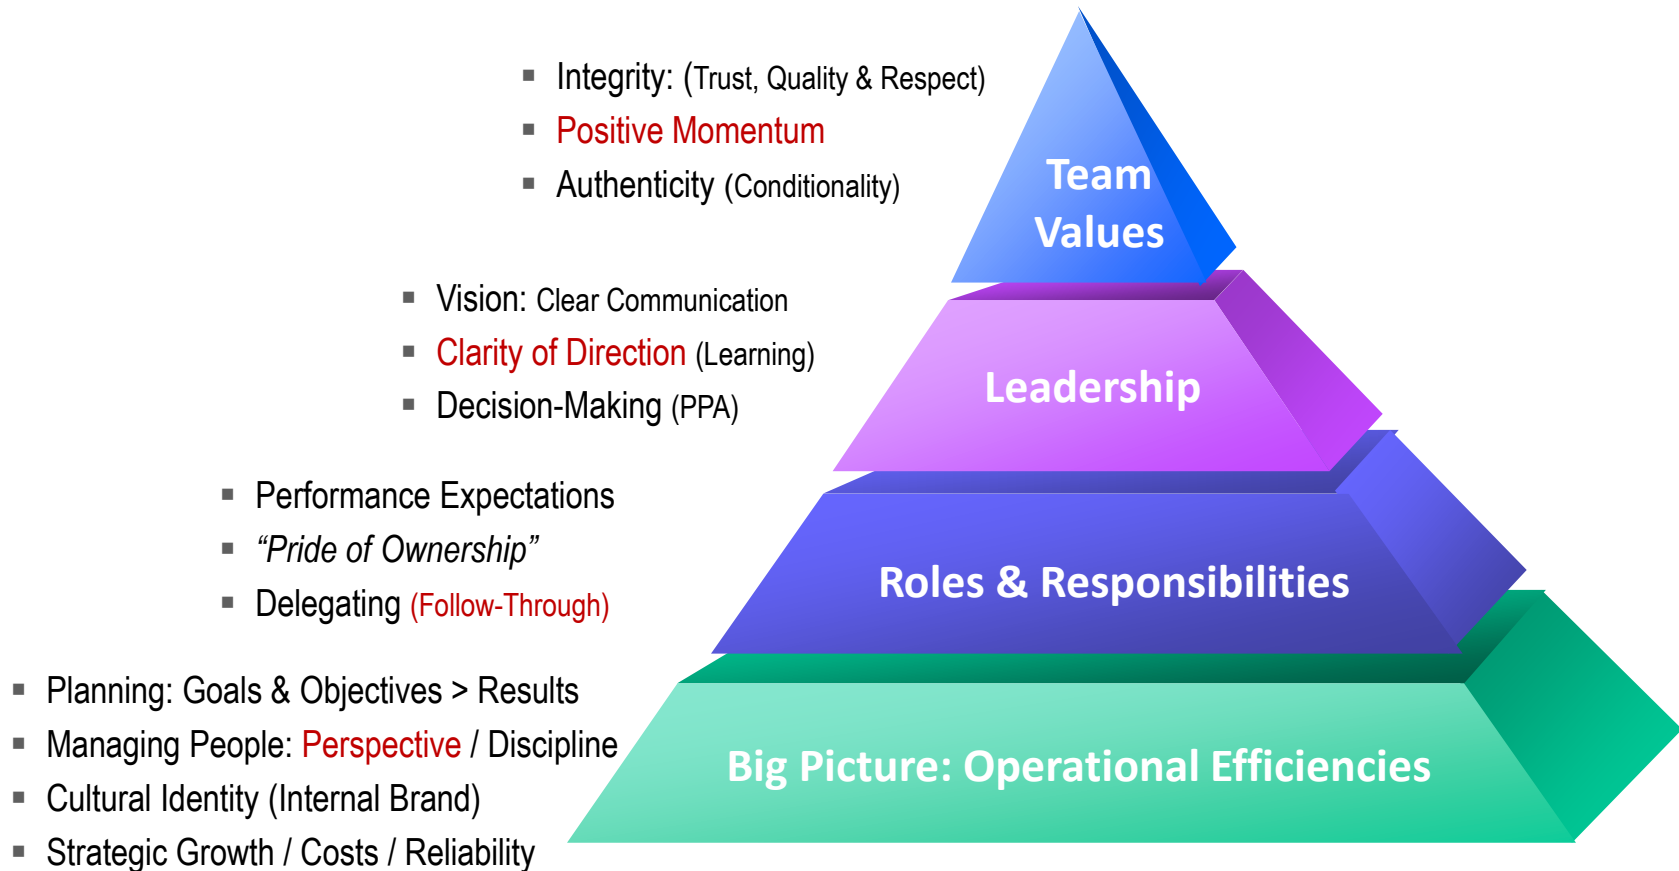 ▪ Integrity: (Trust, Quality & Respect)
▪ Positive Momentum
▪ Authenticity (Conditionality)
Team
Values
▪ Vision: Clear Communication
▪ Clarity of Direction (Learning)
▪ Decision-Making (PPA)
Leadership
▪ Performance Expectations
▪ “Pride of Ownership”
▪ Delegating (Follow-Through)
Roles & Responsibilities
▪ Planning: Goals & Objectives > Results
▪ Managing People: Perspective / Discipline
▪ Cultural Identity (Internal Brand)
▪ Strategic Growth / Costs / Reliability
Big Picture: Operational Efficiencies